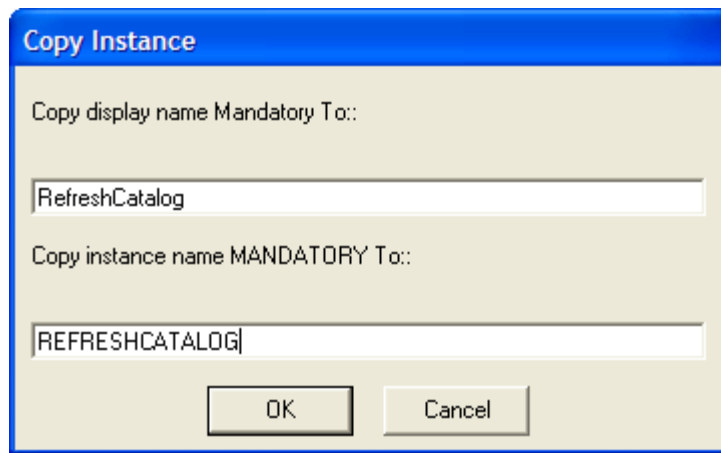 Copy Instance
Copy display name Mandatory To::
RefreshCatalog
Copy instance name MANDATORY To::
REFRESHCATALOG
OK Cancel